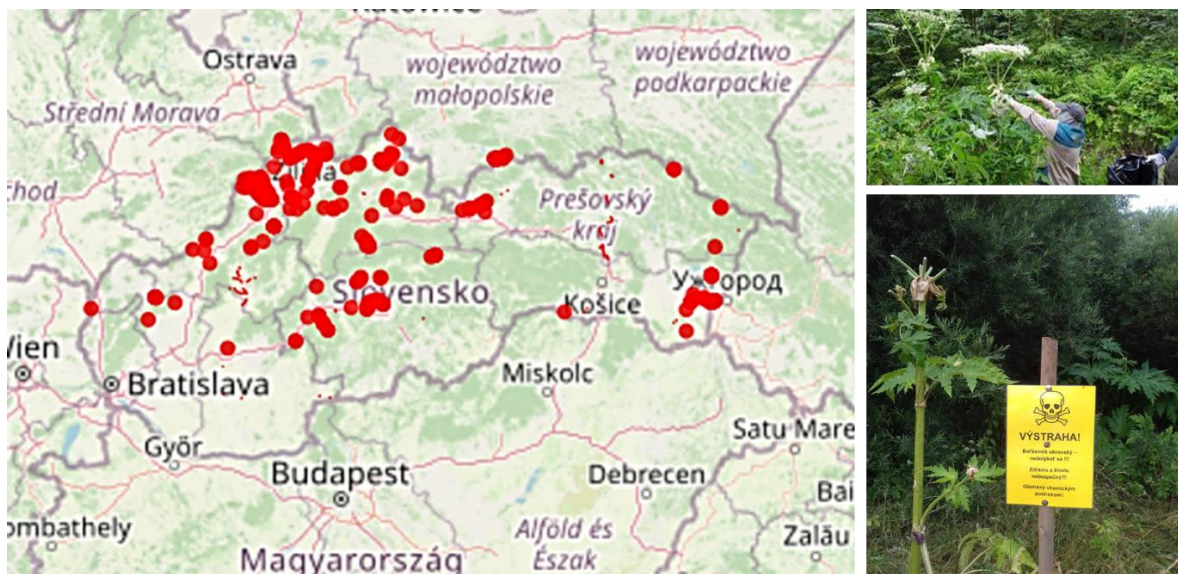 Katowice
Ostrava
województwo
małopolskie
województwo
podkarpackie
Střední Morava
chod
Prešovský
kraj
Slovensko
Ужгород
Košice
Wien
Bratislava
Miskolc
Győr
Satu Mare
Budapest
Debrecen
Bai
ombathely
Alföld és
Észak
Zalău
Magyarország
VÝSTRAHA!
Boľševník obrovský –
nedotýkať sa !!!
Zdraviu a životu
nebezpečný!!!
Ošetrený chemickým
postrekom!